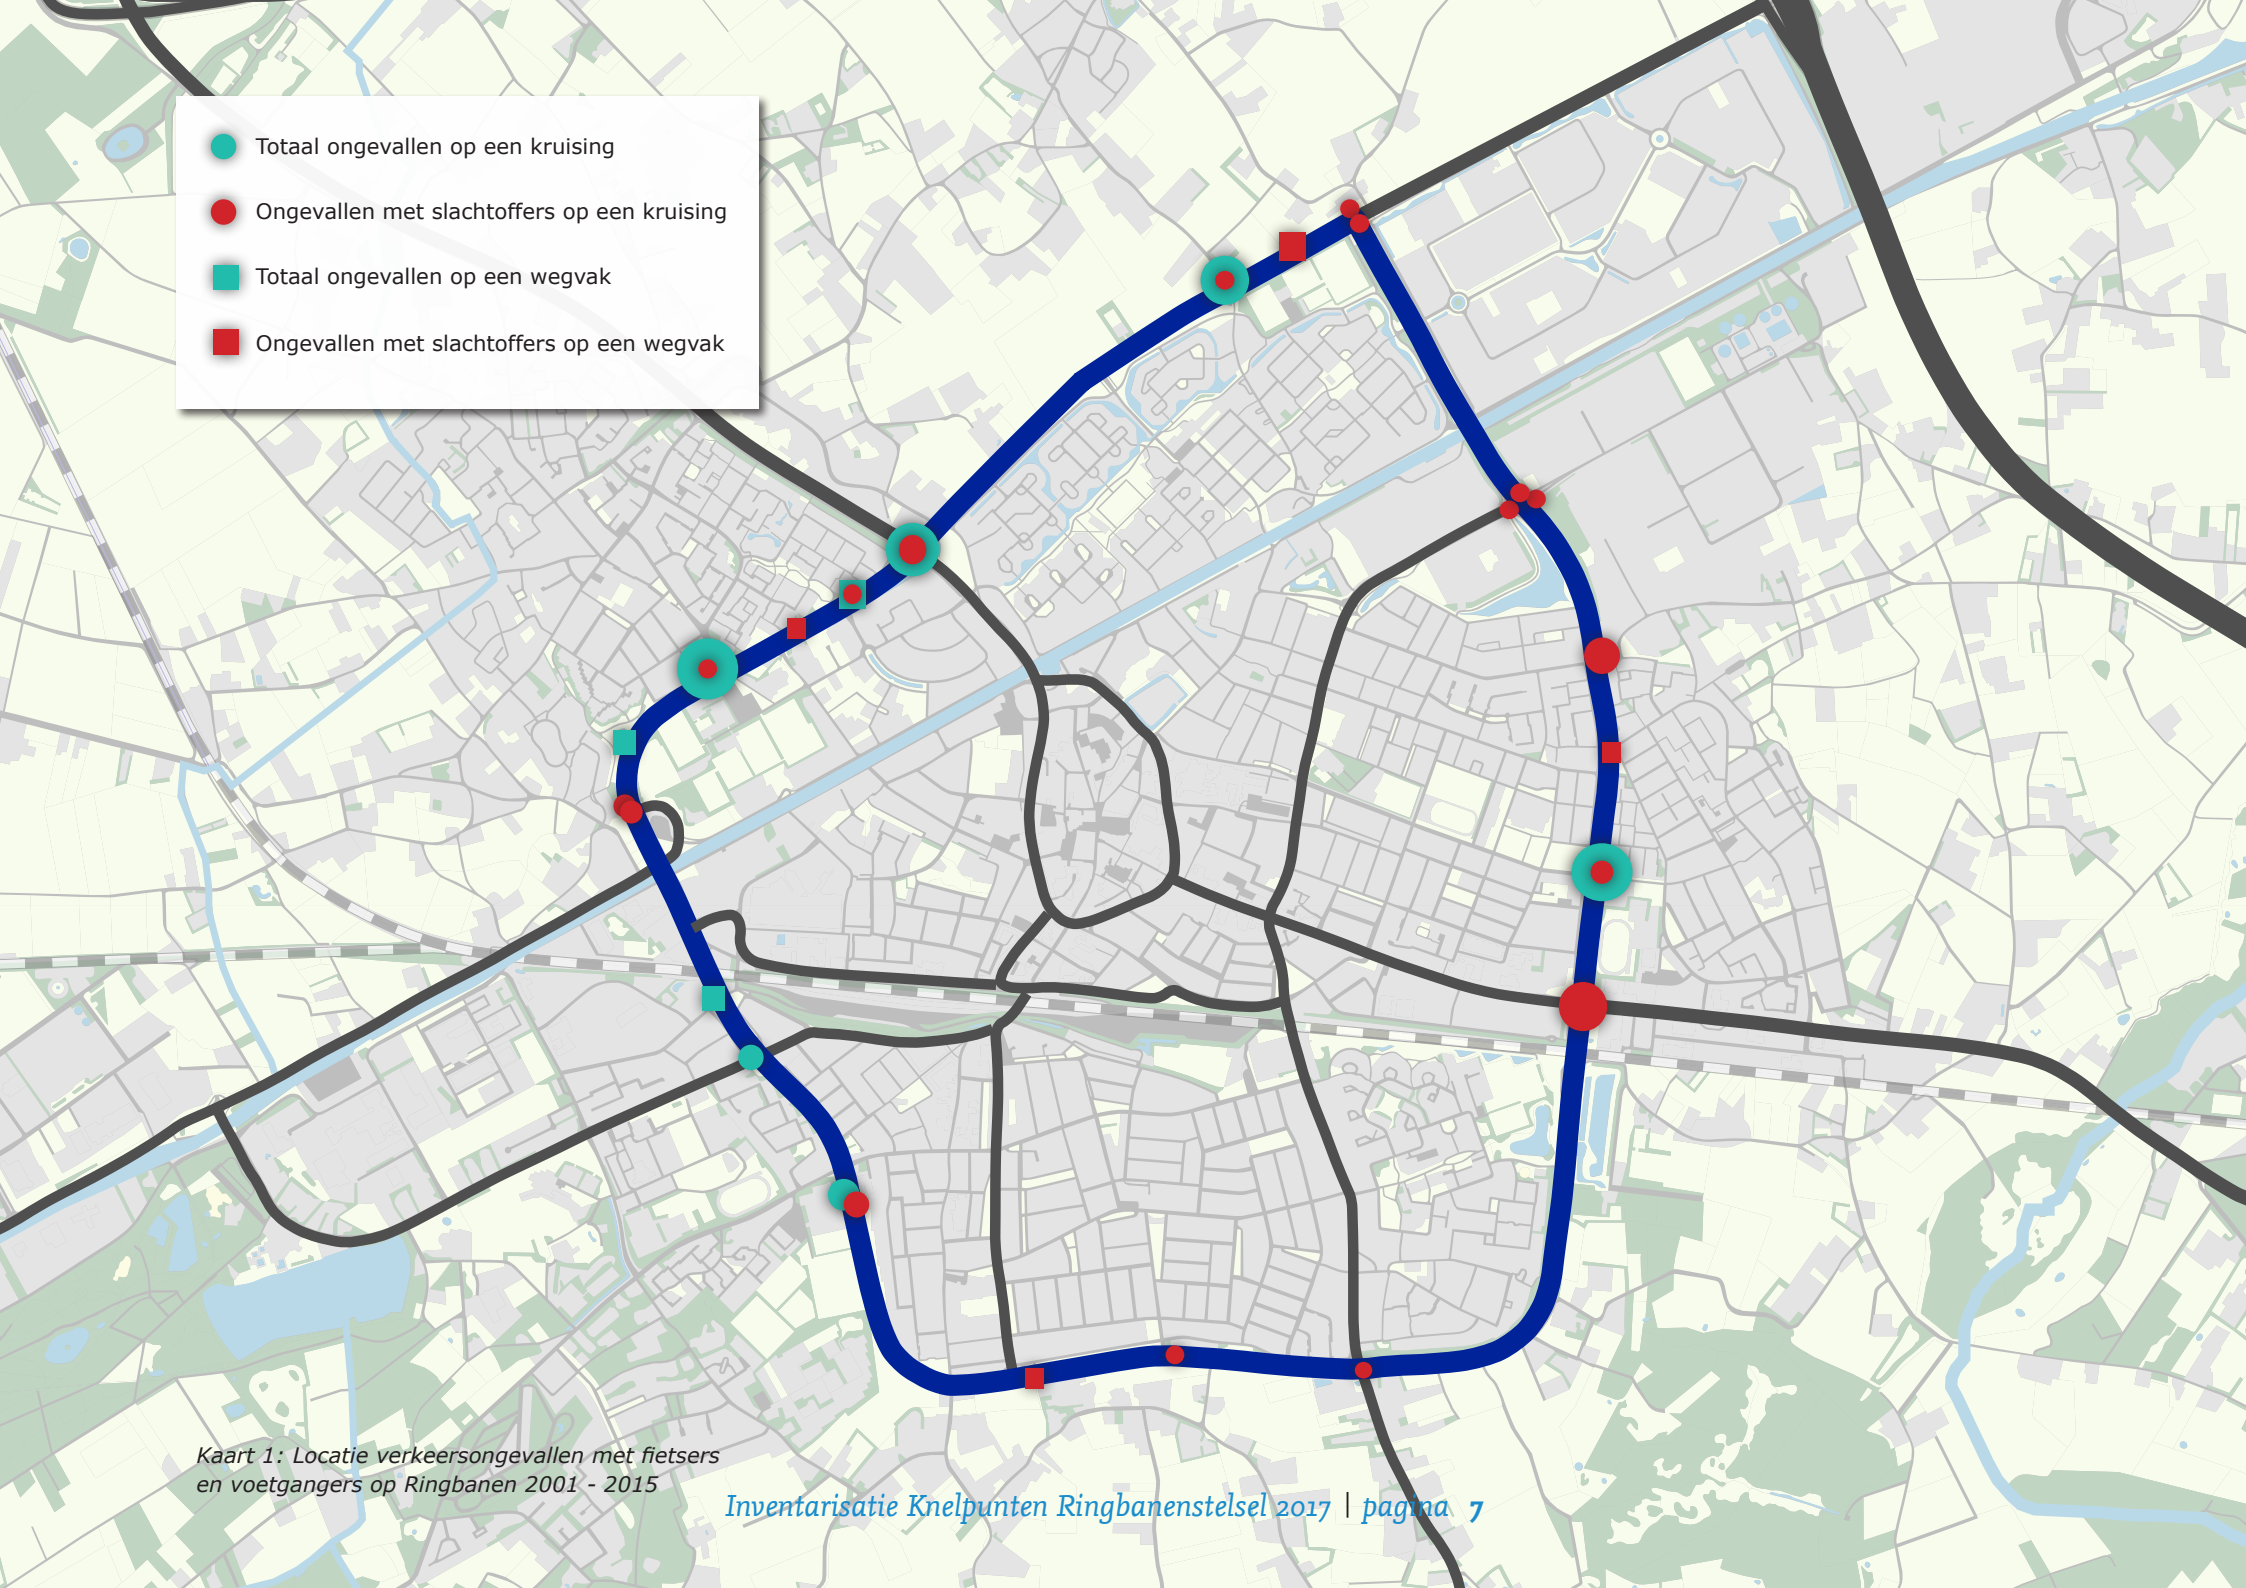 Totaal ongevallen op een kruising
Ongevallen met slachtoffers op een kruising
Totaal ongevallen op een wegvak
Ongevallen met slachtoffers op een wegvak
Kaart 1: Locatie verkeersongevallen met fietsers
en voetgangers op Ringbanen 2001 - 2015
Inventarisatie Knelpunten Ringbanenstelsel 2017 | pagina 7